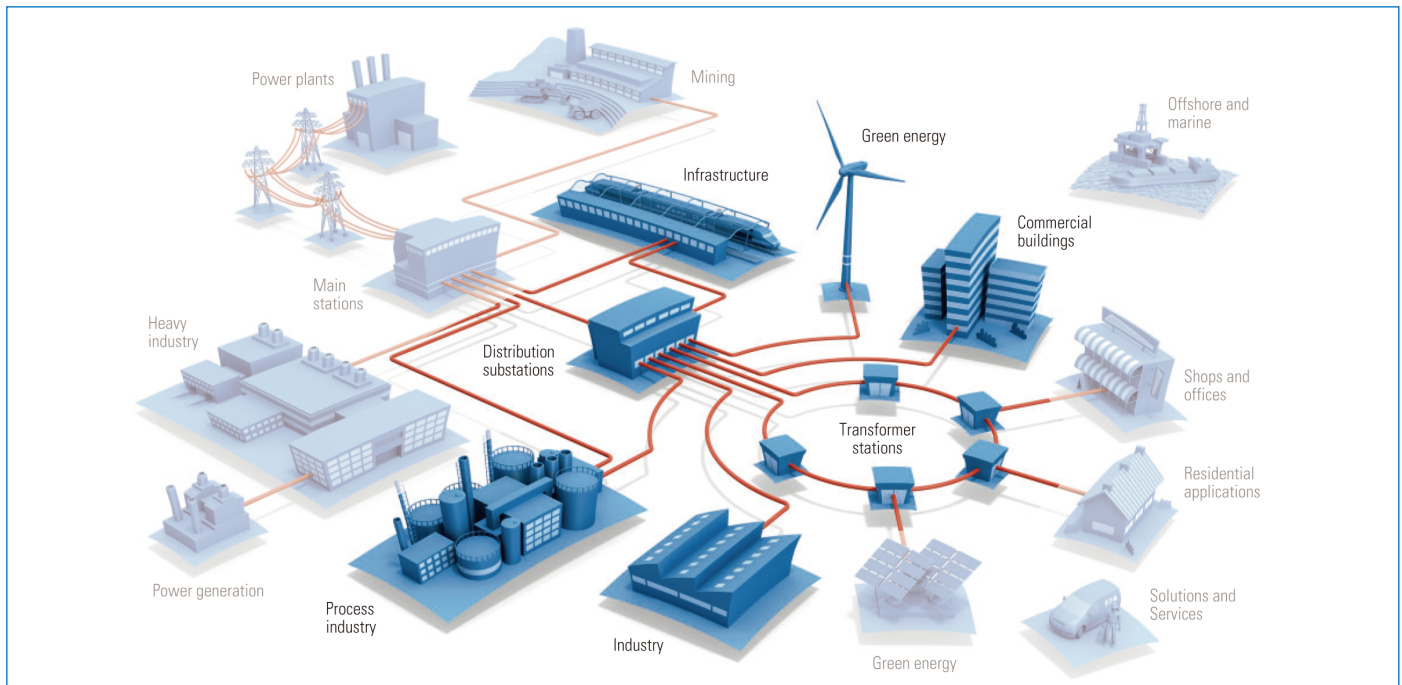 Power plants
Mining
Offshore and
marine
Green energy
Infrastructure
Commercial
buildings
Main
stations
Heavy
industry
Distribution
substations
Shops and
offices
Transformer
stations
Residential
applications
Power generation
Process
industry
Solutions and
Services
Industry
Green energy